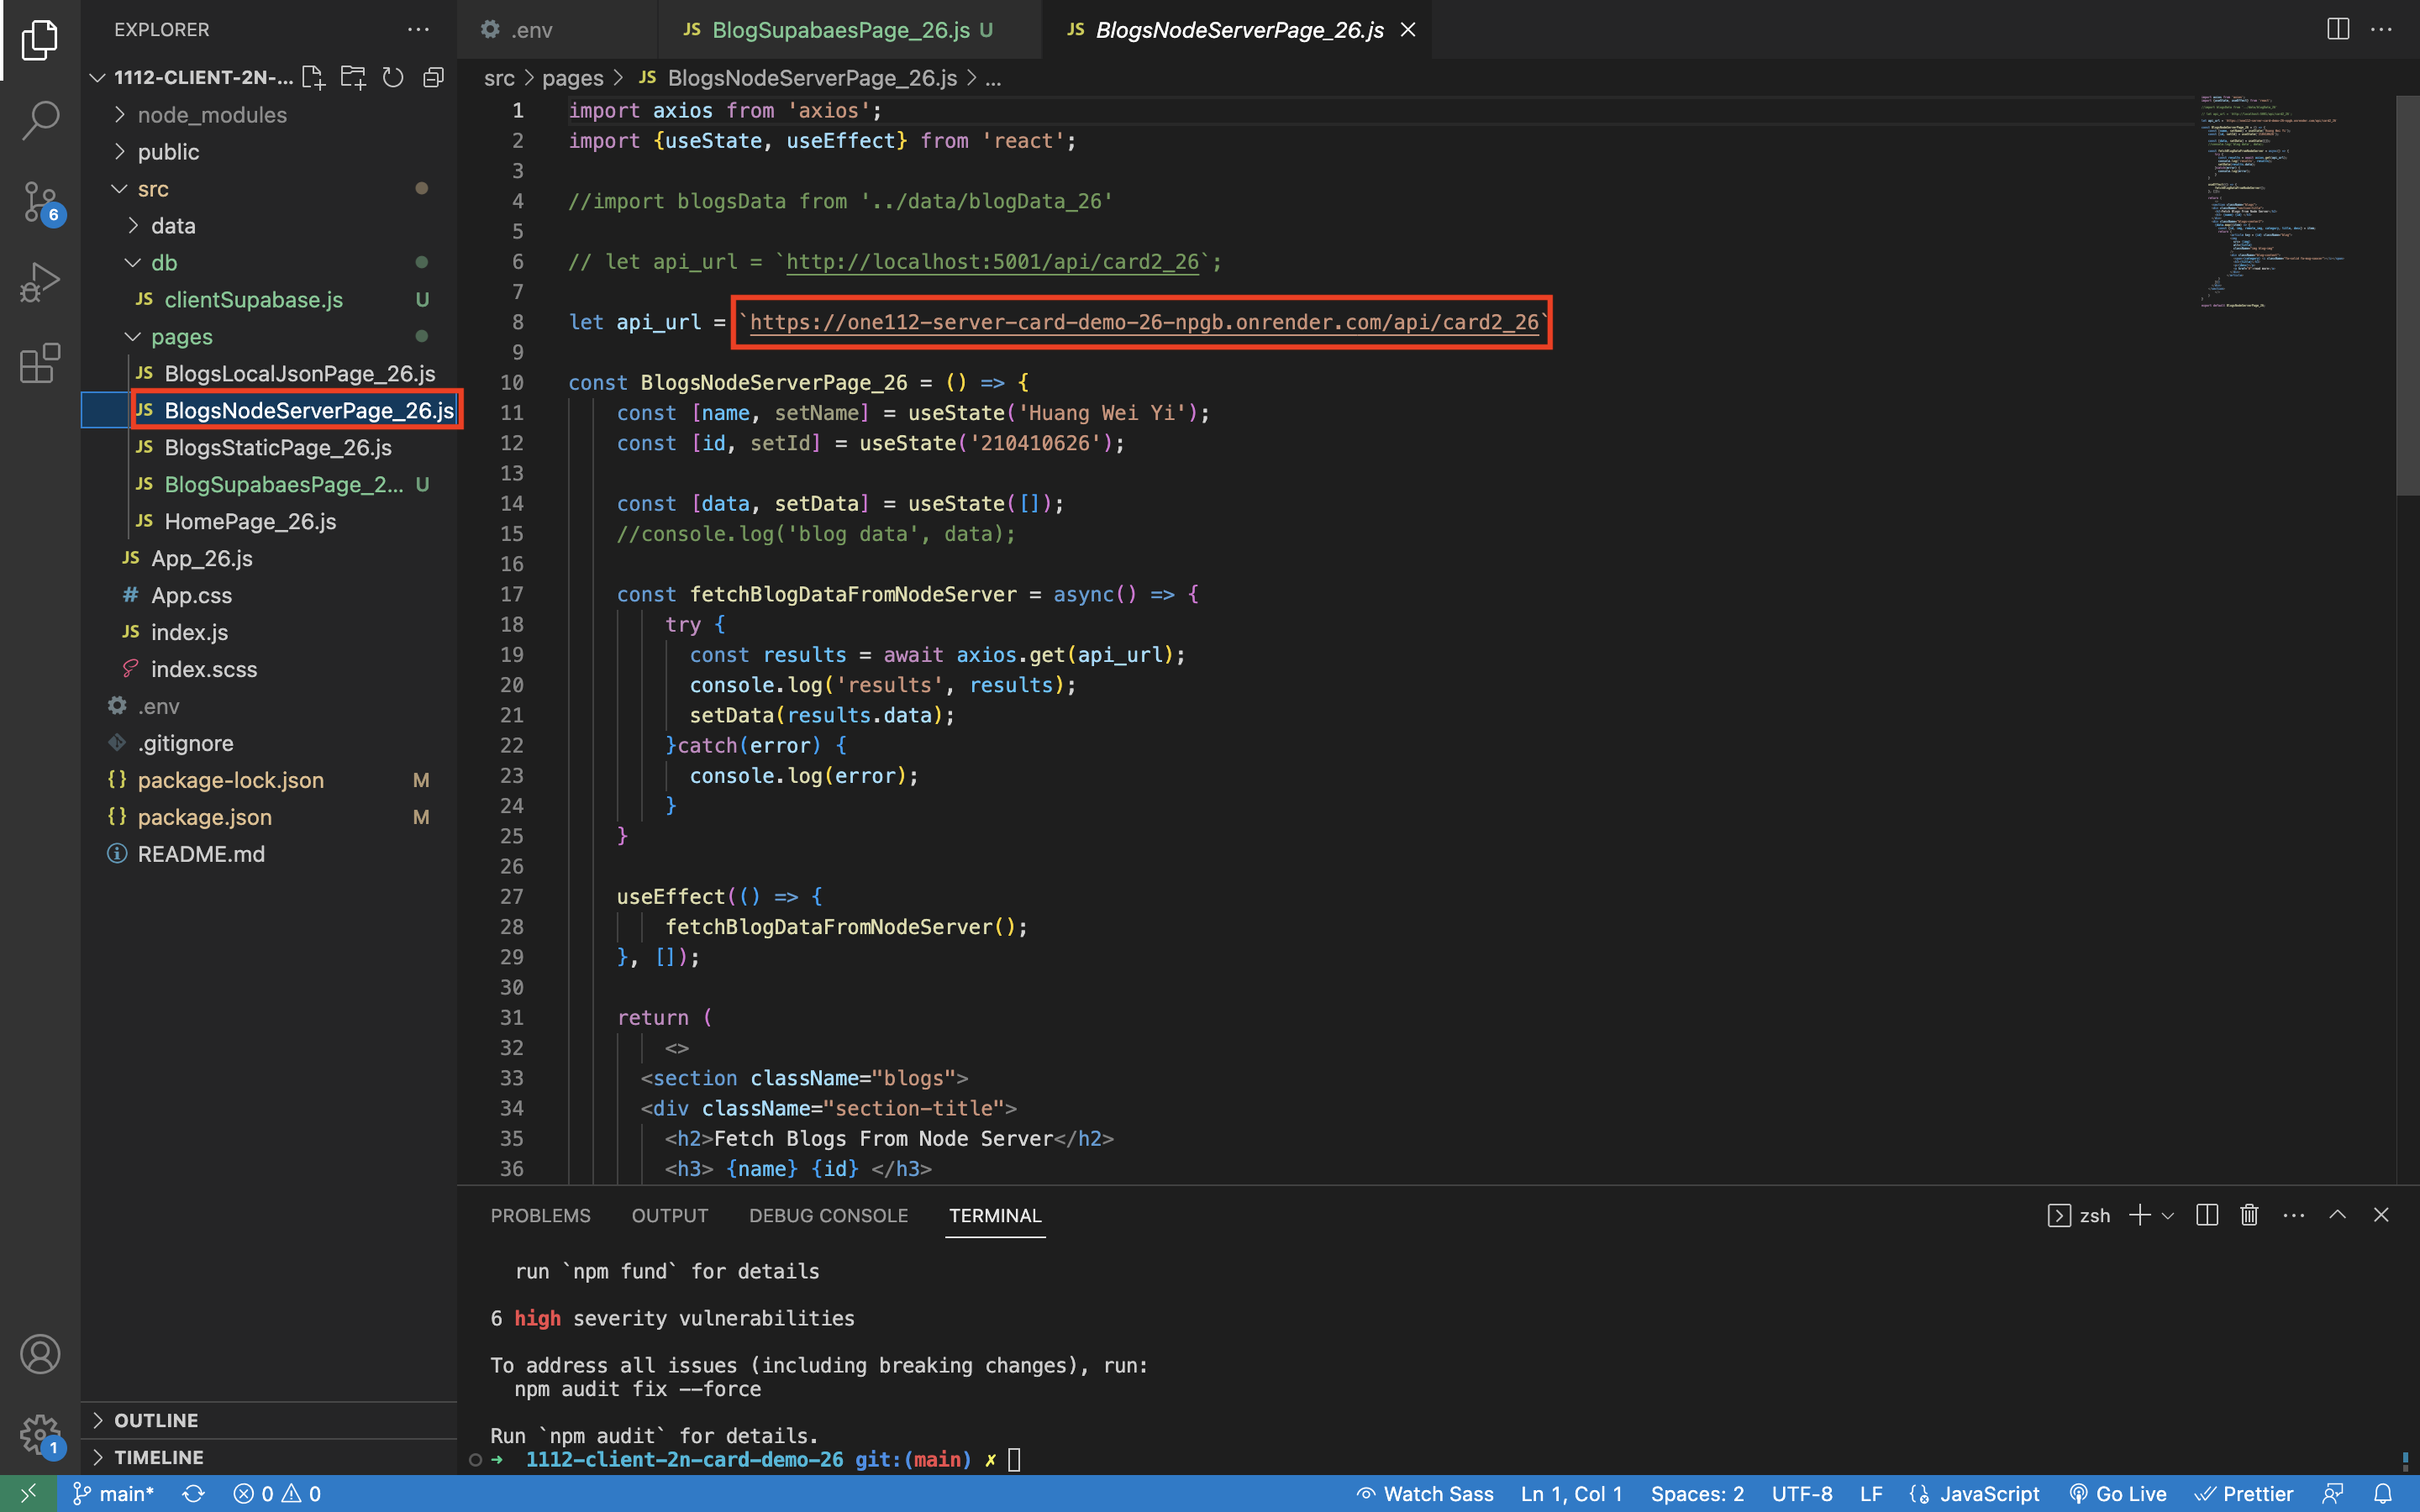 EXPLORER
1112-CLIENT-2N-...
node_modules
public
src
data
db
JS clientSupabase.js U
pages
JS BlogsLocalJsonPage_26.js
JS BlogsNodeServerPage_26.js
JS BlogsStaticPage_26.js
JS BlogSupabaesPage_2... U
JS HomePage_26.js
JS App_26.js
# App.css
JS index.js
index.scss
.env
.gitignore
{} package-lock.json M
{} package.json M
README.md
OUTLINE
TIMELINE
6
1
.env
JS BlogSupabaesPage_26.js U
JS BlogsNodeServerPage_26.js
src > pages > JS BlogsNodeServerPage_26.js > ...
1 import axios from 'axios';
2 import {useState, useEffect} from 'react';
3
4 //import blogsData from '../data/blogData_26'
5
6 // let api_url = `http://localhost:5001/api/card2_26`;
7
8 let api_url = `https://one112-server-card-demo-26-npgb.onrender.com/api/card2_26`
9
10 const BlogsNodeServerPage_26 = () => {
11 const [name, setName] = useState('Huang Wei Yi');
12 const [id, setId] = useState('210410626');
13
14 const [data, setData] = useState([]);
15 //console.log('blog data', data);
16
17 const fetchBlogDataFromNodeServer = async() => {
18 try {
19 const results = await axios.get(api_url);
20 console.log('results', results);
21 setData(results.data);
22 }catch(error) {
23 console.log(error);
24 }
25 }
26
27 useEffect(() => {
28 fetchBlogDataFromNodeServer();
29 }, []);
30
31 return (
32 <>
33 <section className="blogs">
34 <div className="section-title">
35 <h2>Fetch Blogs From Node Server</h2>
36 <h3> {name} {id} </h3>
PROBLEMS OUTPUT DEBUG CONSOLE TERMINAL
zsh
run `npm fund` for details
6 high severity vulnerabilities
To address all issues (including breaking changes), run:
npm audit fix --force
Run `npm audit` for details.
➜ 1112-client-2n-card-demo-26 git:(main) ✗
main* 0 0
Watch Sass Ln 1, Col 1 Spaces: 2 UTF-8 LF JavaScript Go Live Prettier